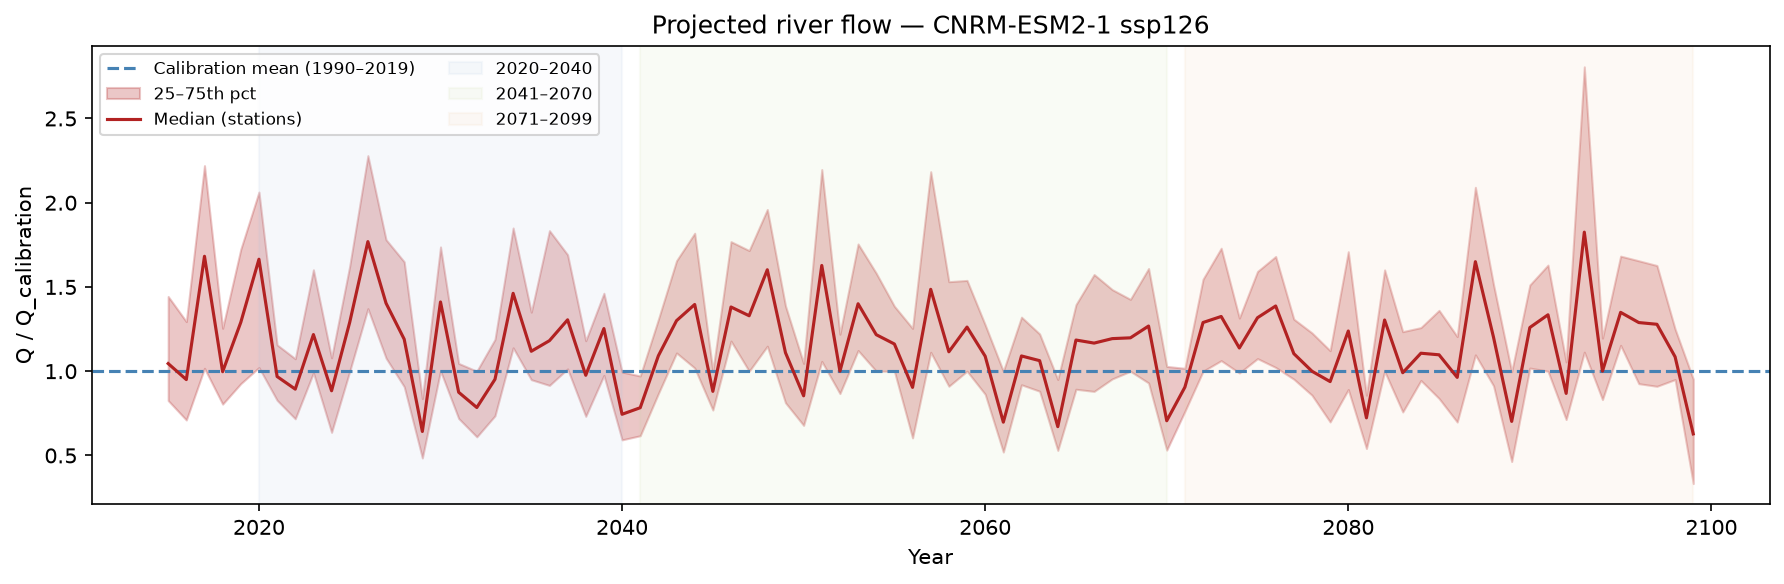 Projected river flow — CNRM-ESM2-1 ssp126
Calibration mean (1990–2019)
25–75th pct
Median (stations)
2020–2040
2041–2070
2071–2099
Q / Q_calibration
2.5
2.0
1.5
1.0
0.5
2020
2040
2060
2080
2100
Year